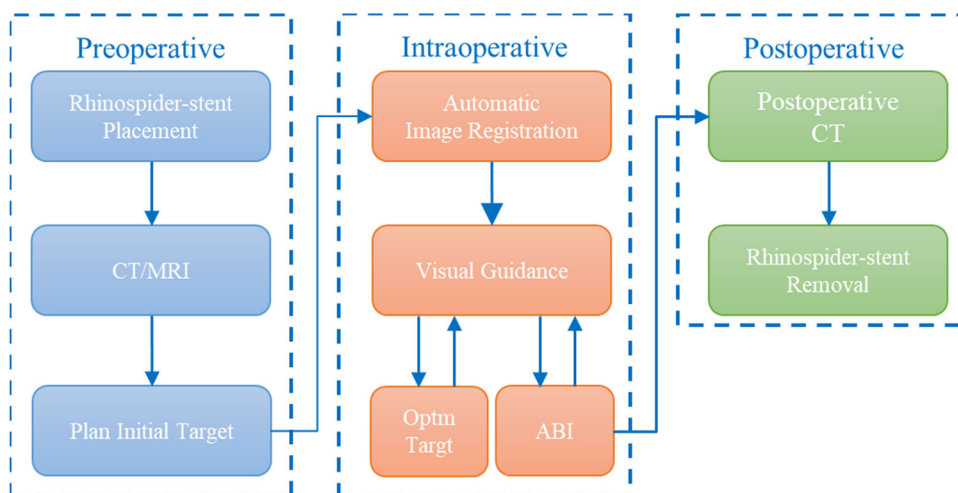 Preoperative
Rhinospider-stent
Placement
CT/MRI
Plan Initial Target
Intraoperative
Automatic
Image Registration
Visual Guidance
Optm
Targt
ABI
Postoperative
Postoperative
CT
Rhinospider-stent
Removal